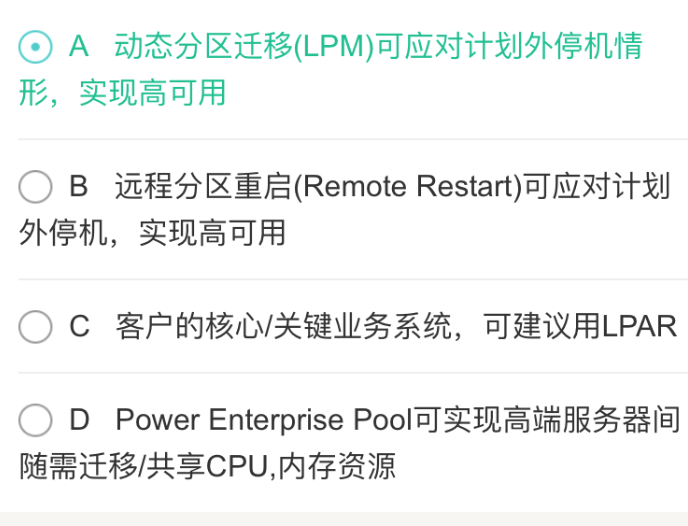 A 动态分区迁移(LPM)可应对计划外停机情
形，实现高可用
B 远程分区重启(Remote Restart)可应对计划
外停机，实现高可用
C 客户的核心/关键业务系统，可建议用LPAR
D Power Enterprise Pool可实现高端服务器间
随需迁移/共享CPU,内存资源